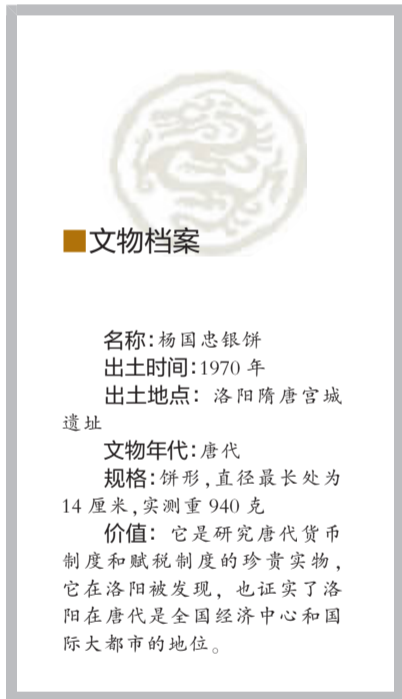 ■文物档案
名称：杨国忠银饼
出土时间：1970 年
出土地点：洛阳隋唐宫城
遗址
文物年代：唐代
规格：饼形，直径最长处为
14 厘米，实测重 940 克
价值：它是研究唐代货币
制度和赋税制度的珍贵实物，
它在洛阳被发现，也证实了洛
阳在唐代是全国经济中心和国
际大都市的地位。